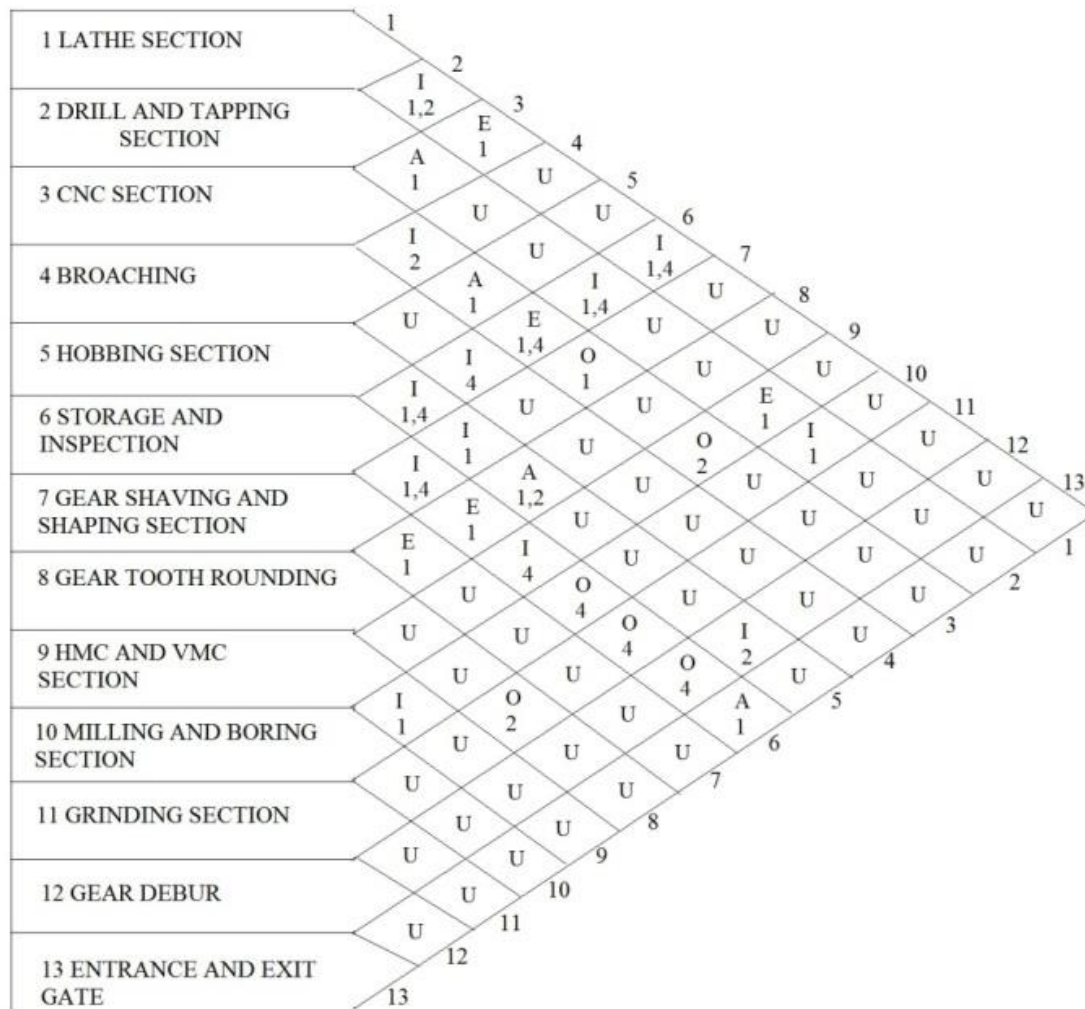 1
1 LATHE SECTION
2
I
1,2 3
2 DRILL AND TAPPING E
SECTION 1 4
A
1 U 5
3 CNC SECTION
U U 6
I U I 7
2 1,4
4 BROACHING A I U 8
1 1,4
U E U U 9
1,4
5 HOBBING SECTION I O U U
4 1 10
I E
1,4 U U U 11
6 STORAGE AND 1
I I
INSPECTION U O U 12
1 1
I 2
A U U U U 13
1,4 1,2
7 GEAR SHAVING AND
E U U U U U
SHAPING SECTION 1
E I 1
U U U U
1 4
8 GEAR TOOTH ROUNDING 2
U O U U U
4
O I 3
U U U
9 HMC AND VMC 4 2
O 4
U U U
SECTION 4
I O A 5
U
1 2 1
10 MILLING AND BORING
U U U 6
SECTION
U U U 7
11 GRINDING SECTION
U U 8
U U 9
12 GEAR DEBUR U 10
U 11
12
13 ENTRANCE AND EXIT
GATE 13